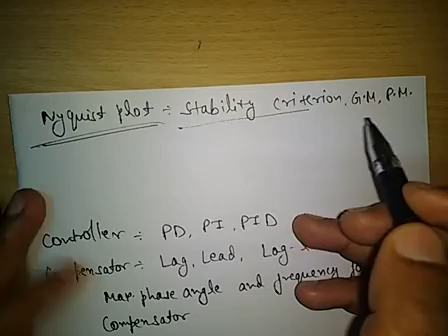 Nyquist plot ÷ Stability criterion, G.M, P.M.
Controller ÷ PD, PI, PID
÷ Lag, Lead, Lag-
Max. phase angle and frequency
Compensator